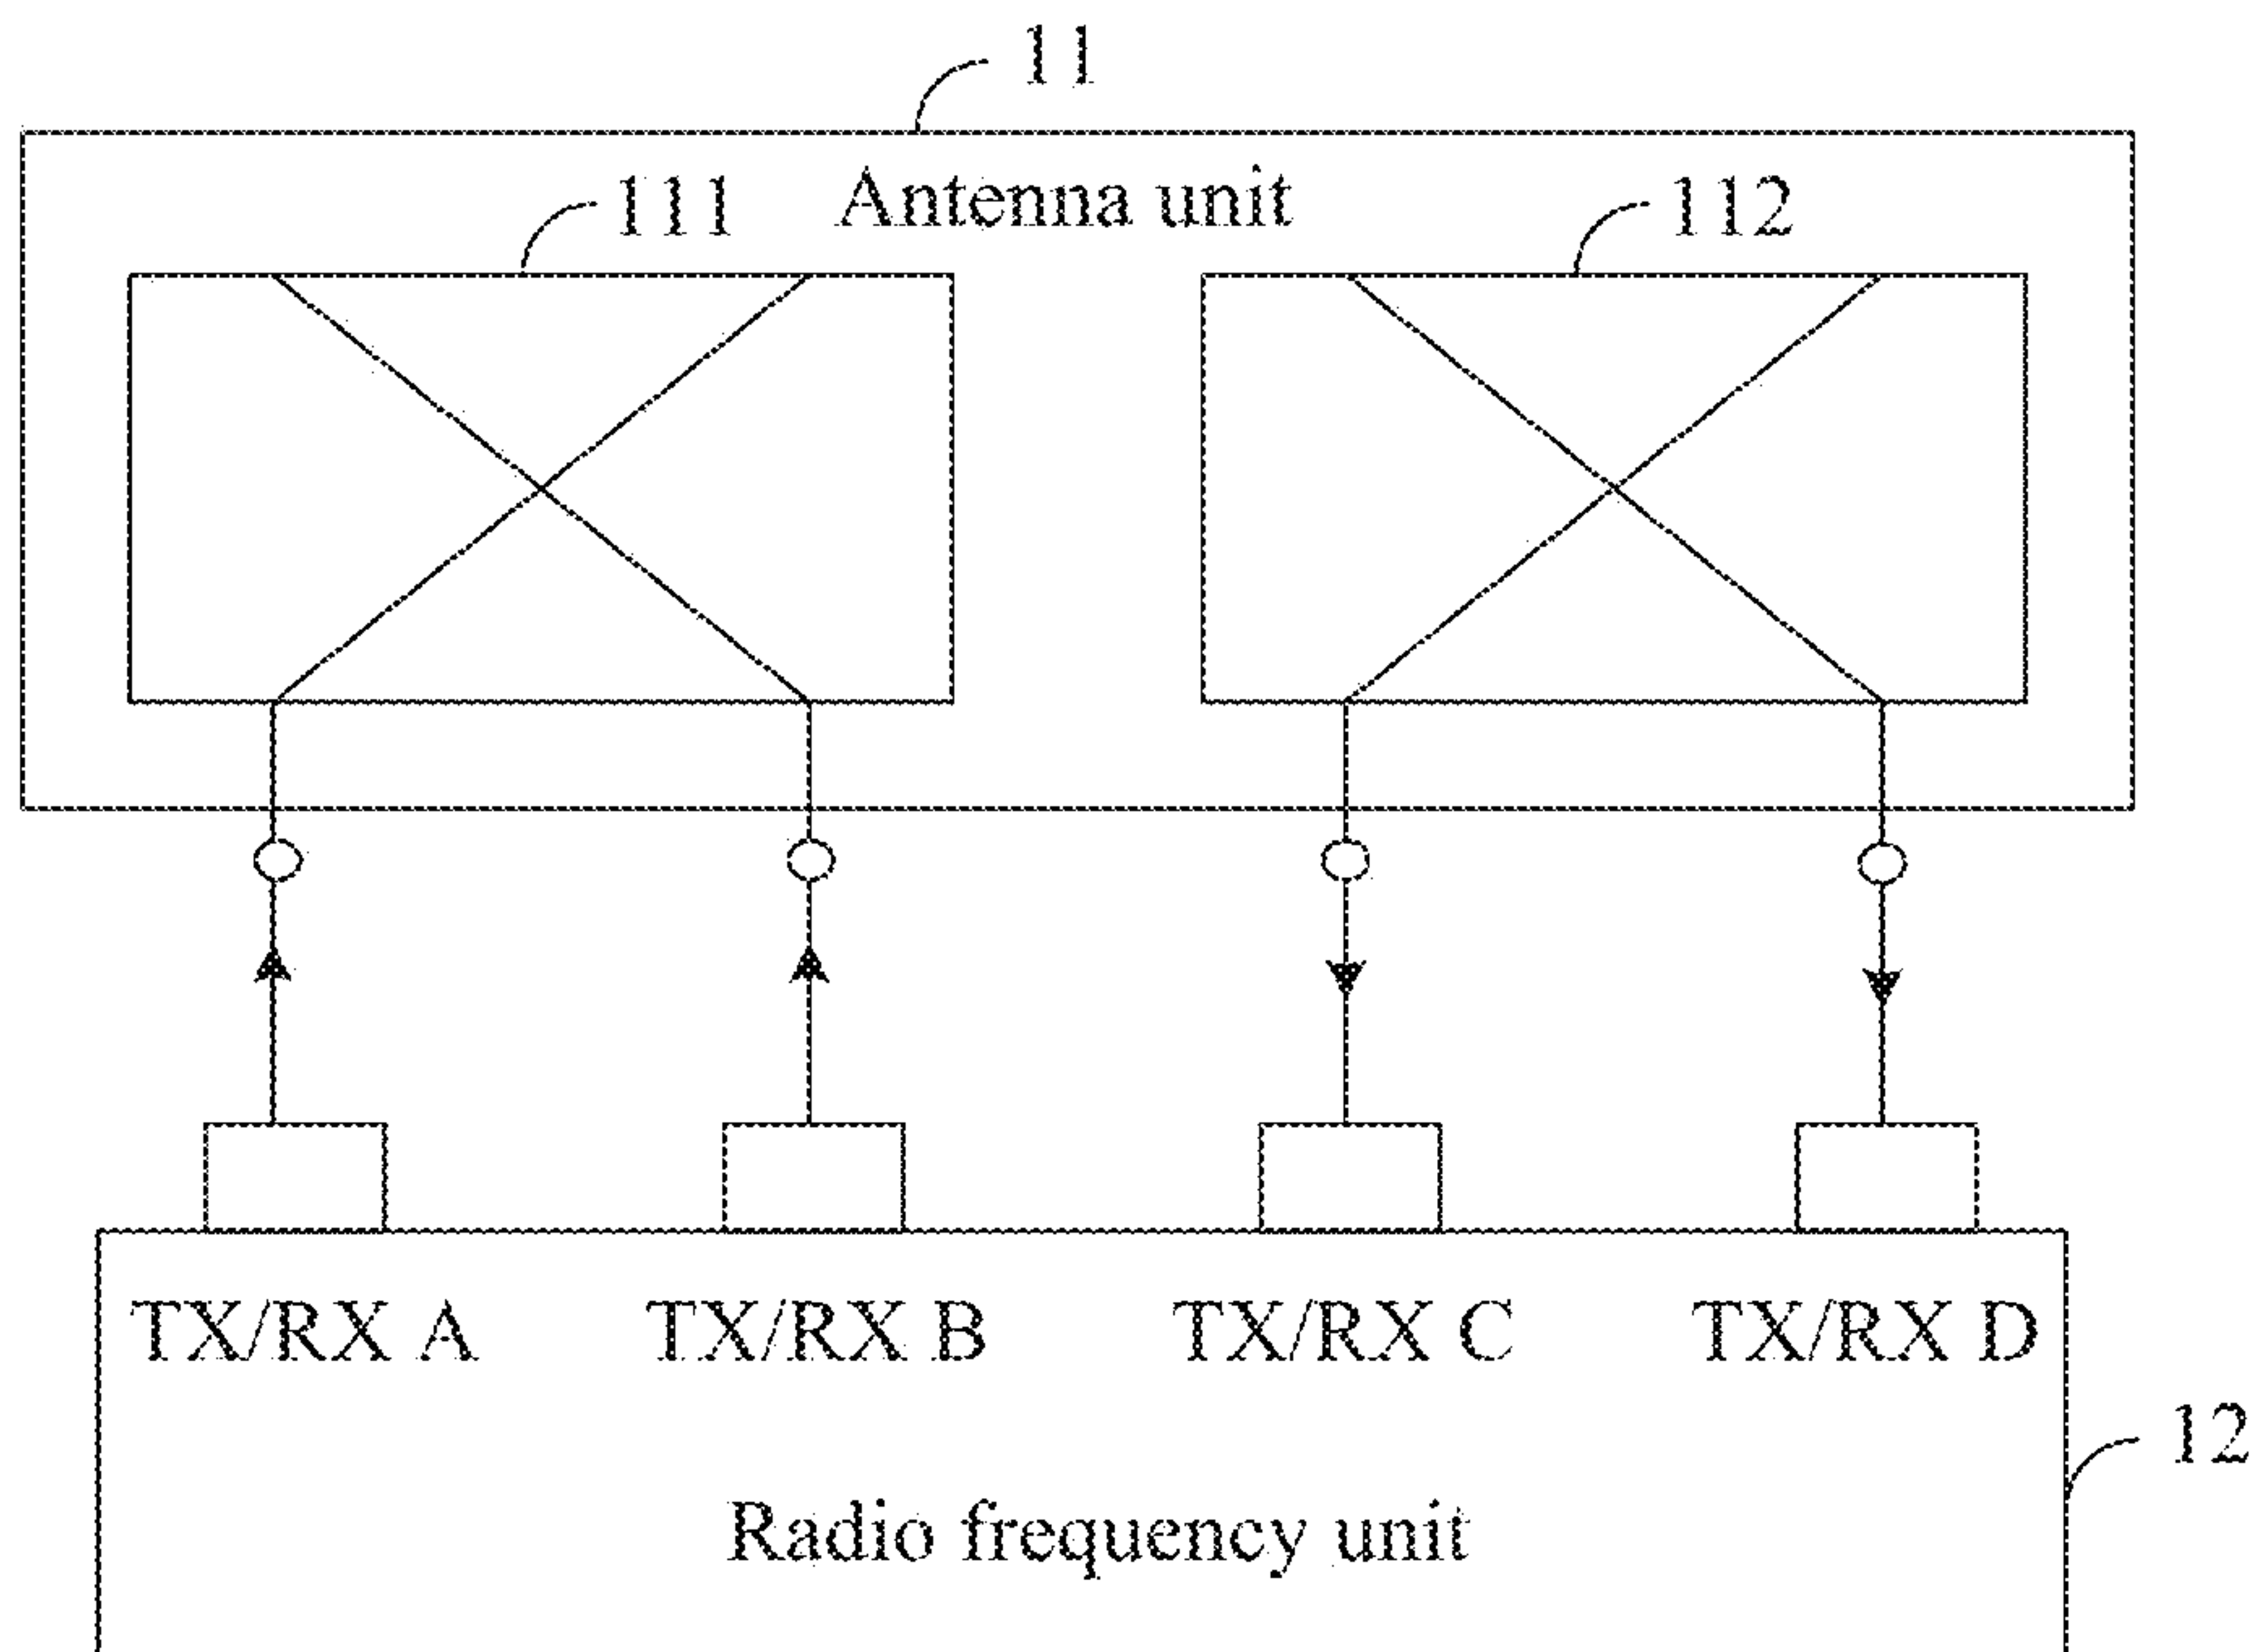 11
111 Antenna unit 112
TX/RX A TX/RX B TX/RX C TX/RX D
12
Radio frequency unit